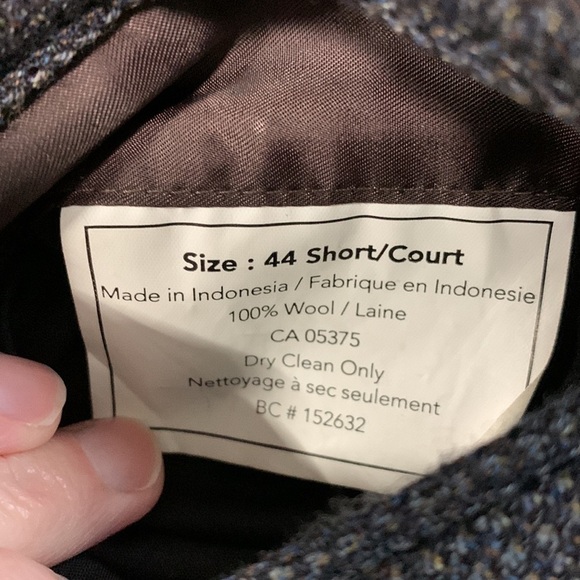 Size : 44 Short/Court
Made in Indonesia / Fabrique en Indonesie
100% Wool / Laine
CA 05375
Dry Clean Only
Nettoyage à sec seulement
BC # 152632